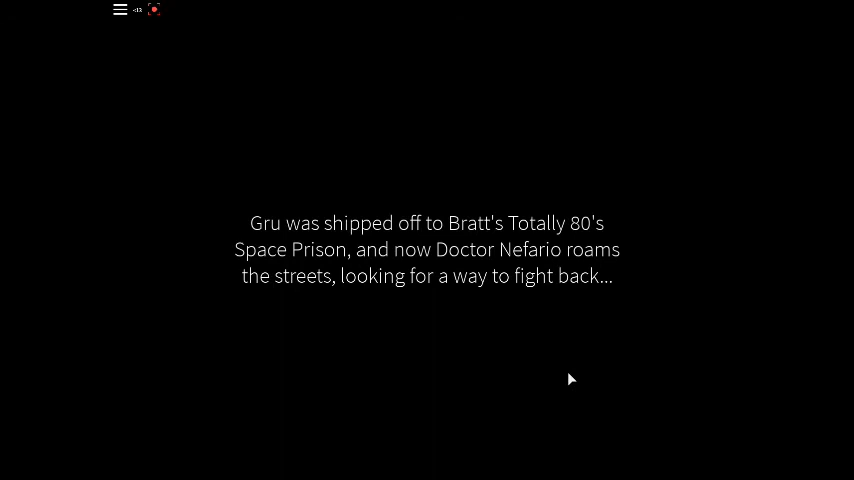 Gru was shipped off to Bratt's Totally 80's
Space Prison, and now Doctor Nefario roams
the streets, looking for a way to fight back...